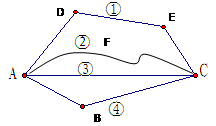 D ① E
② F
A ③ C
B ④